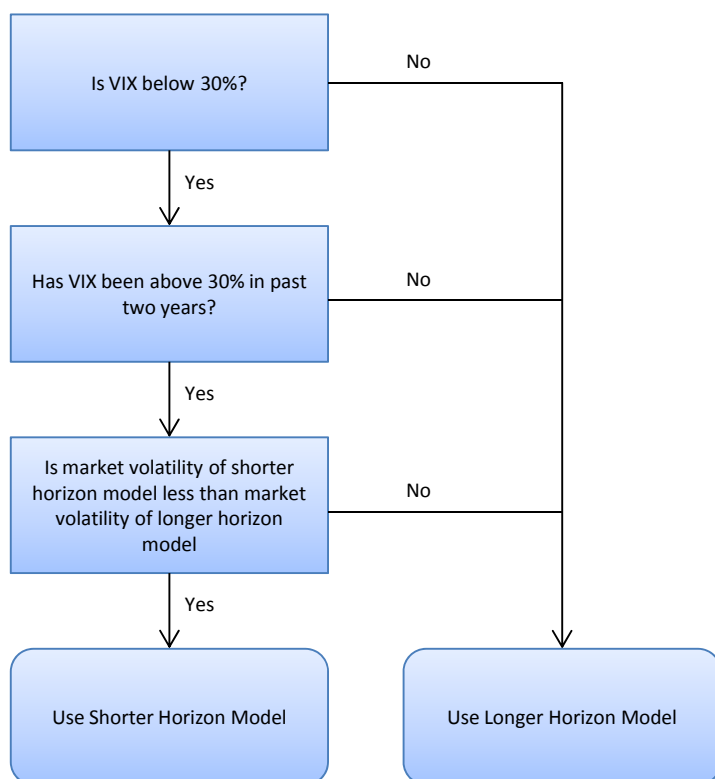 Is VIX below 30%?
No
Yes
Has VIX been above 30% in past
two years?
No
Yes
Is market volatility of shorter
horizon model less than market
volatility of longer horizon
model
No
Yes
Use Shorter Horizon Model
Use Longer Horizon Model